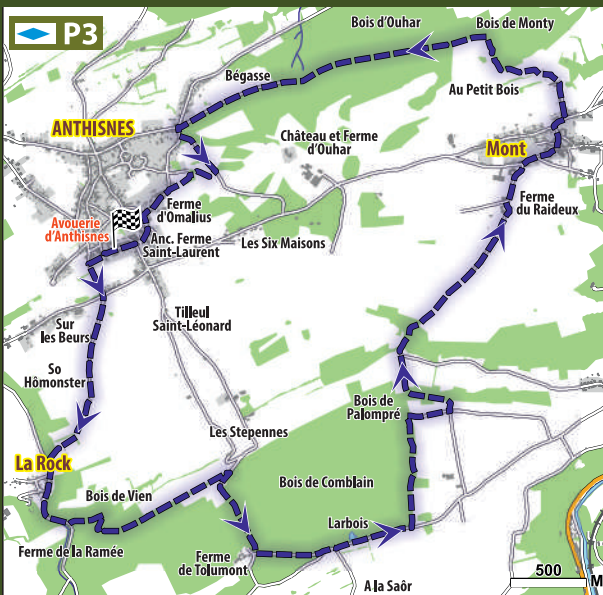 P3
Bois d'Ouhar
Bois de Monty
Bégasse
Au Petit Bois
ANTHISNES
Château et Ferme
d'Ouhar
Mont
Ferme
d'Omalius
Ferme
du Raideux
Avouerie
d'Anthisnes
Anc. Ferme
Saint-Laurent
Les Six Maisons
Tilleul
Saint-Léonard
Sur
les Beurs
So
Hômonster
Bois de
Palompré
Les Stepennes
La Rock
Bois de Vien
Bois de Comblain
Larbois
Ferme de la Ramée
Ferme
de Tolumont
A la Saôr
500
M